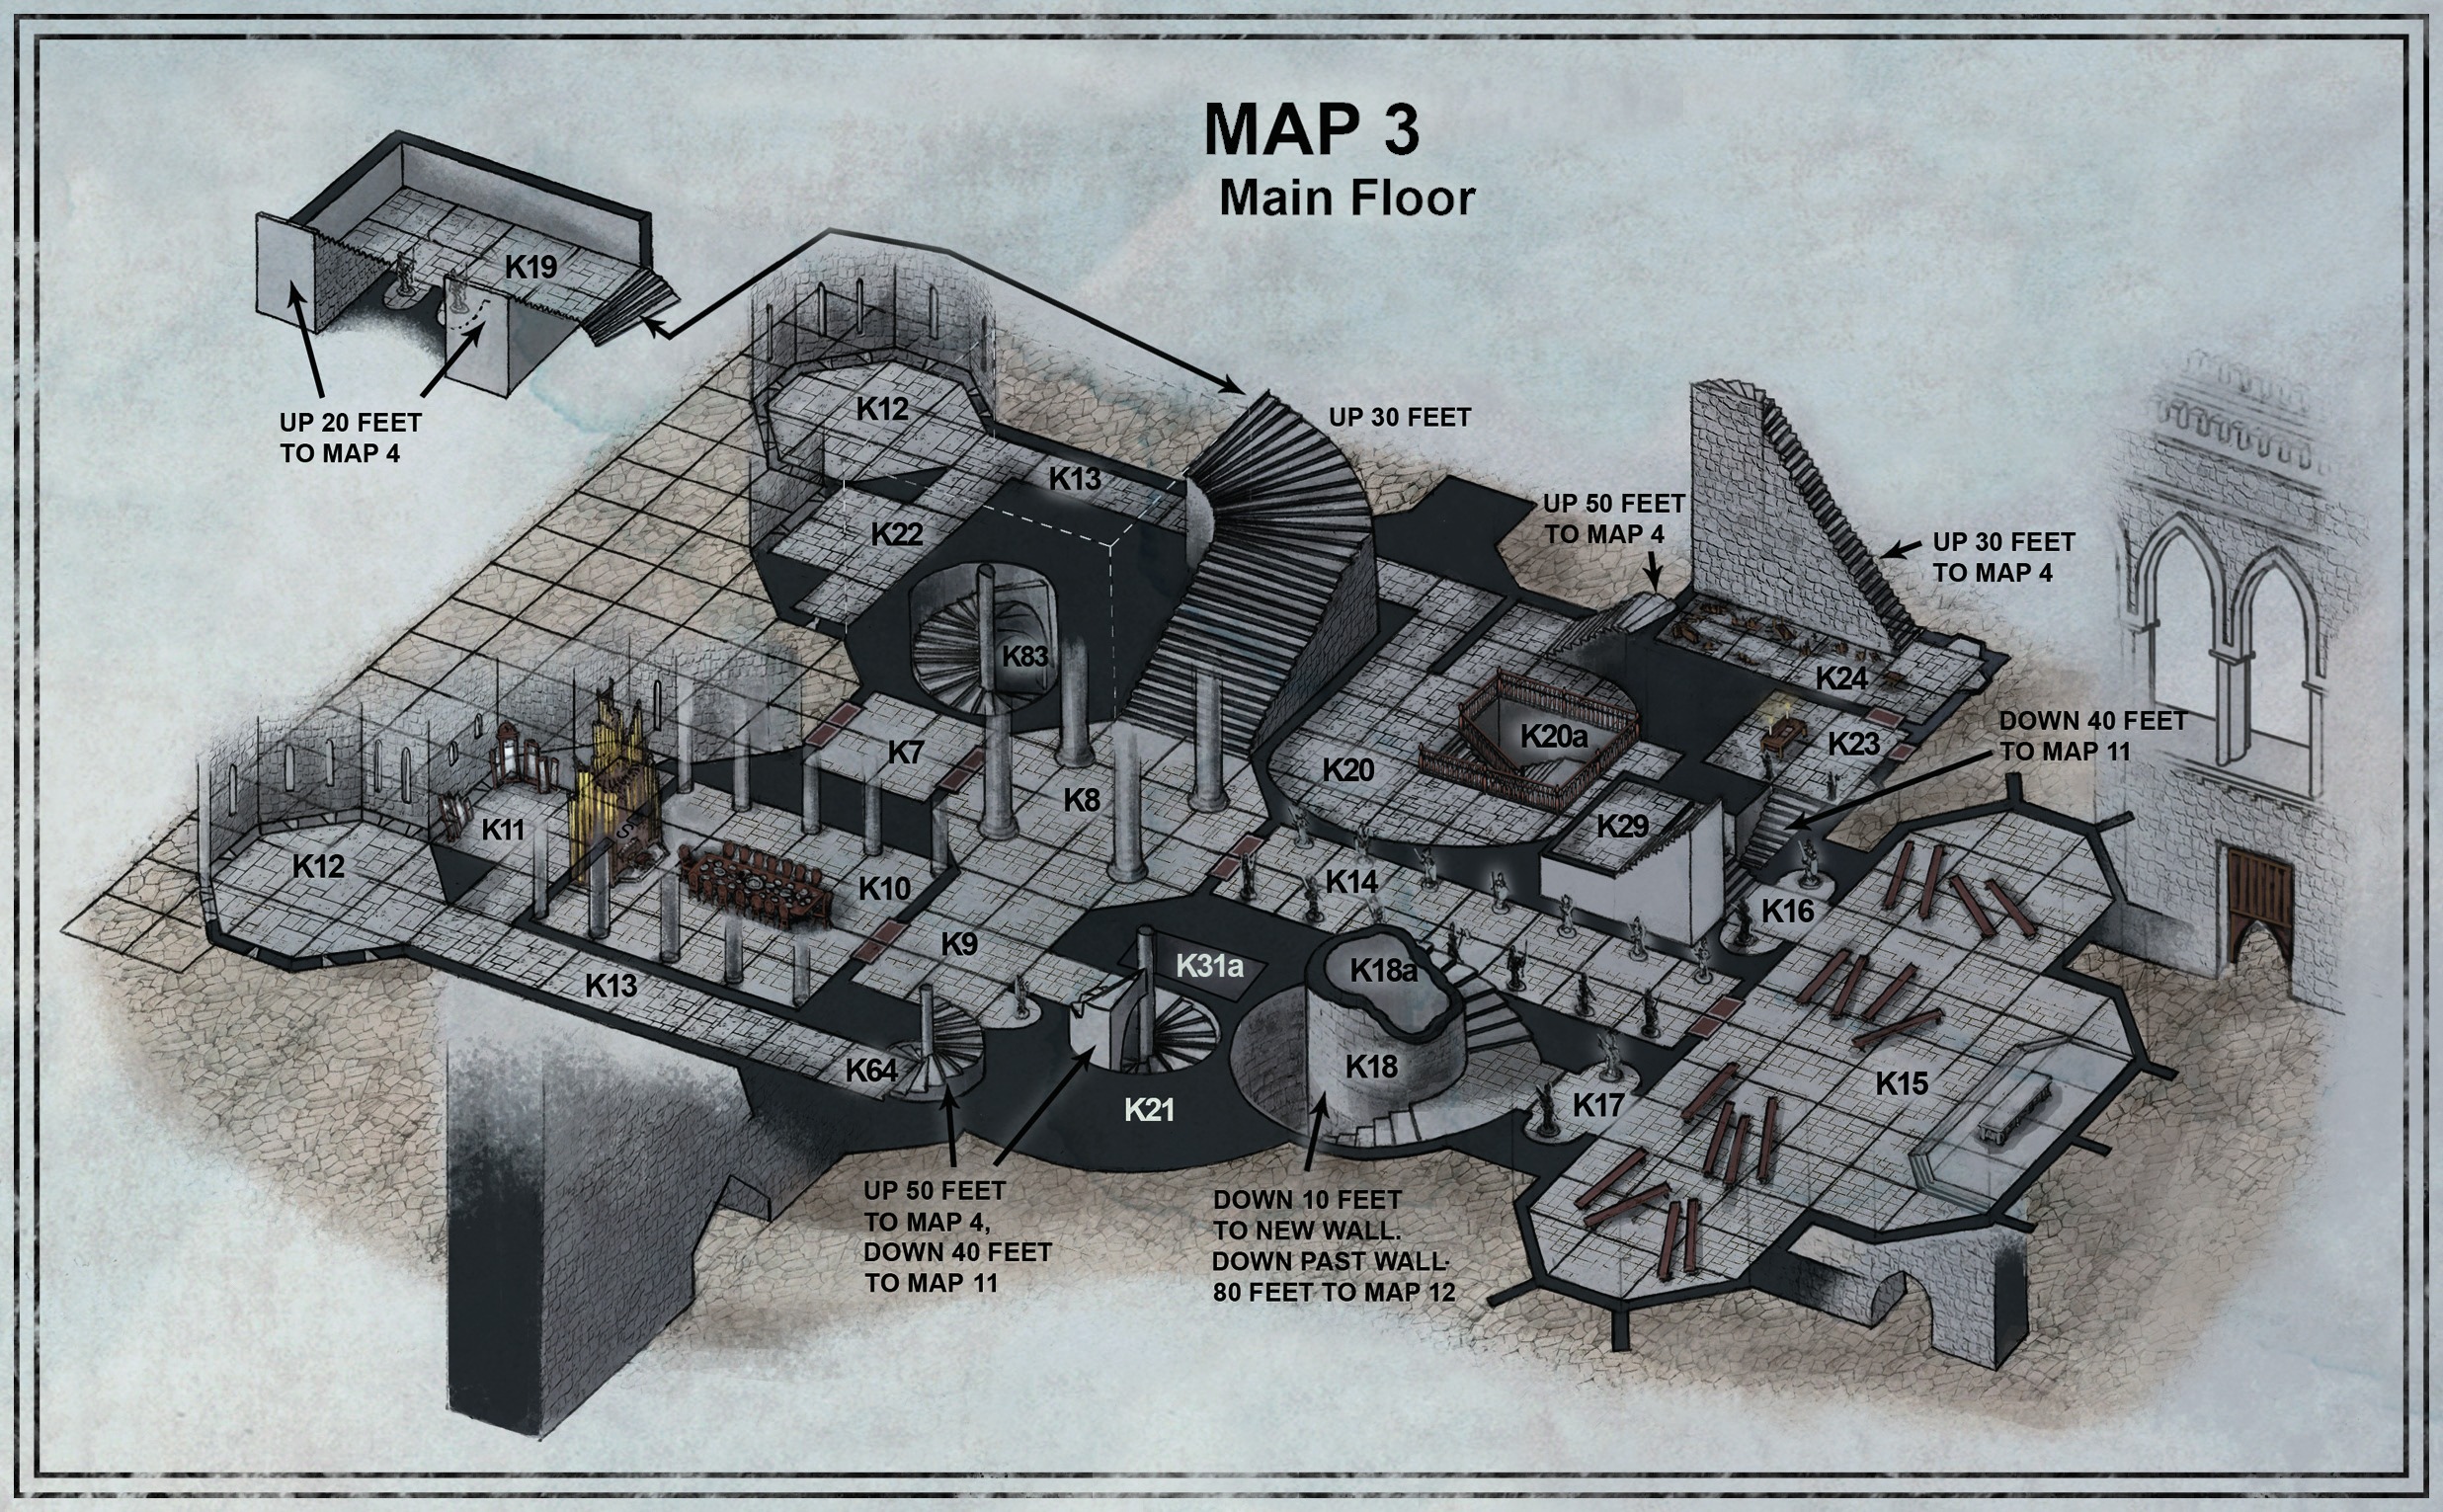 MAP 3
Main Floor
K19
UP 20 FEET
TO MAP 4
K12
K13
UP 30 FEET
K22
UP 50 FEET
TO MAP 4
UP 30 FEET
TO MAP 4
K83
K24
K7
K20a
K23
DOWN 40 FEET
TO MAP 11
K20
K8
K29
K11
S
K12
K10
K14
K16
K9
K31a
K18a
K13
K64
K18
K15
K21
K17
UP 50 FEET
TO MAP 4,
DOWN 40 FEET
TO MAP 11
DOWN 10 FEET
TO NEW WALL.
DOWN PAST WALL-
80 FEET TO MAP 12